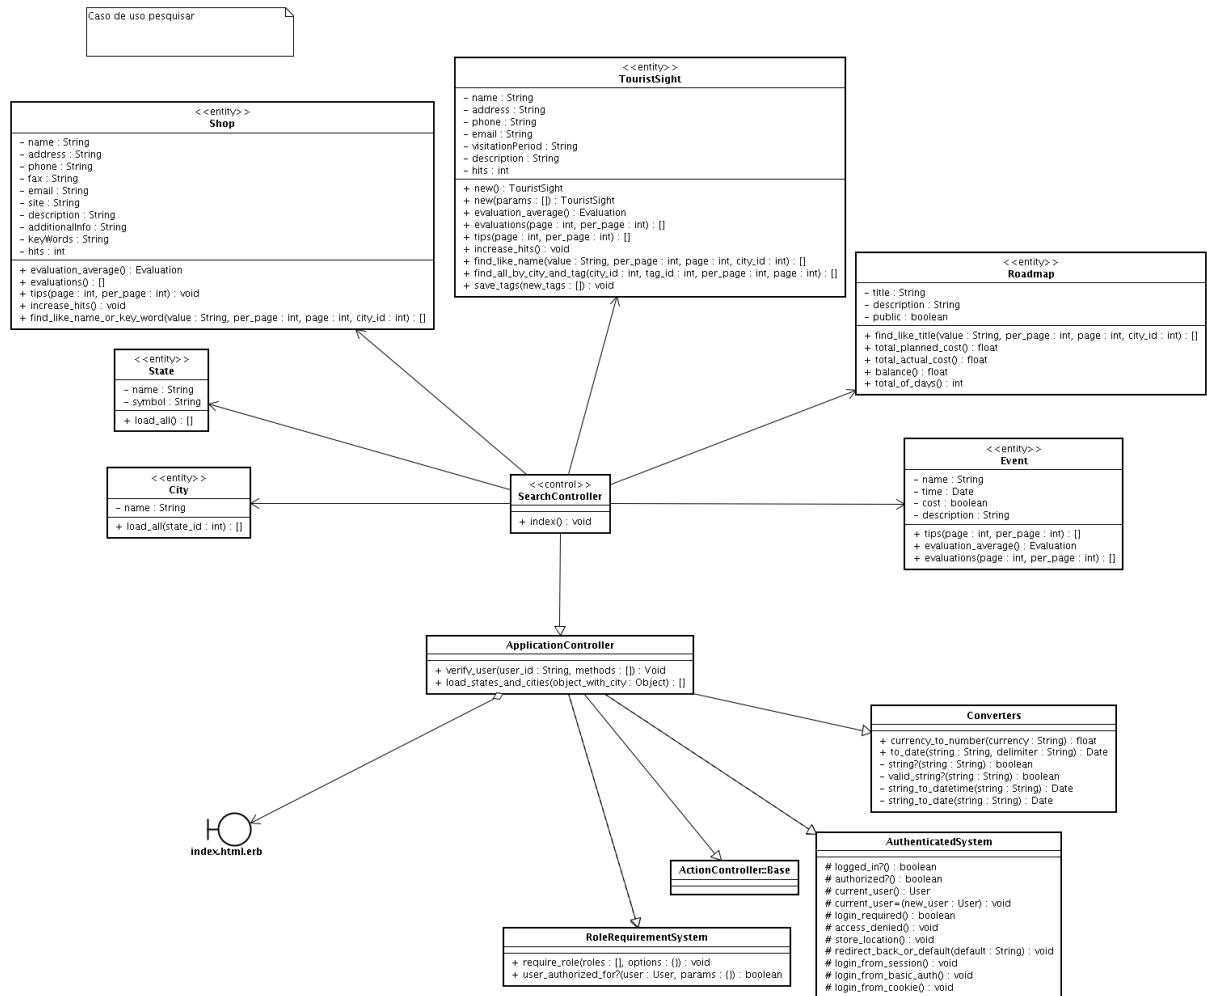 Caso de uso pesquisar
<<entity>>
TouristSight
- name : String
- address : String
- phone : String
- email : String
- visitationPeriod : String
- description : String
- hits : int
+ new() : TouristSight
+ new(params : []) : TouristSight
+ evaluation_average() : Evaluation
+ evaluations(page : int, per_page : int) : []
+ tips(page : int, per_page : int) : []
+ increase_hits() : void
+ find_like_name(value : String, per_page : int, page : int, city_id : int) : []
+ find_all_by_city_and_tag(city_id : int, tag_id : int, per_page : int, page : int) : []
+ save_tags(new_tags : []) : void
<<entity>>
Shop
- name : String
- address : String
- phone : String
- fax : String
- email : String
- site : String
- description : String
- additionalInfo : String
- keyWords : String
- hits : int
+ evaluation_average() : Evaluation
+ evaluations() : []
+ tips(page : int, per_page : int) : void
+ increase_hits() : void
+ find_like_name_or_key_word(value : String, per_page : int, page : int, city_id : int) : []
<<entity>>
Roadmap
- title : String
- description : String
- public : boolean
+ find_like_title(value : String, per_page : int, page : int, city_id : int) : []
+ total_planned_cost() : float
+ total_actual_cost() : float
+ balance() : float
+ total_of_days() : int
<<entity>>
State
- name : String
- symbol : String
+ load_all() : []
<<entity>>
City
- name : String
+ load_all(state_id : int) : []
<<control>>
SearchController
+ index() : void
<<entity>>
Event
- name : String
- time : Date
- cost : boolean
- description : String
+ tips(page : int, per_page : int) : []
+ evaluation_average() : Evaluation
+ evaluations(page : int, per_page : int) : []
ApplicationController
+ verify_user(user_id : String, methods : []) : Void
+ load_states_and_cities(object_with_city : Object) : []
Converters
+ currency_to_number(currency : String) : float
+ to_date(string : String, delimiter : String) : Date
- string?(string : String) : boolean
- valid_string?(string : String) : boolean
- string_to_datetime(string : String) : Date
- string_to_date(string : String) : Date
index.html.erb
ActionController::Base
AuthenticatedSystem
# logged_in?() : boolean
# authorized?() : boolean
# current_user() : User
# current_user=(new_user : User) : void
# login_required() : boolean
# access_denied() : void
# store_location() : void
# redirect_back_or_default(default : String) : void
# login_from_session() : void
# login_from_basic_auth() : void
# login_from_cookie() : void
RoleRequirementSystem
+ require_role(roles : [], options : {}) : void
+ user_authorized_for?(user : User, params : {}) : boolean